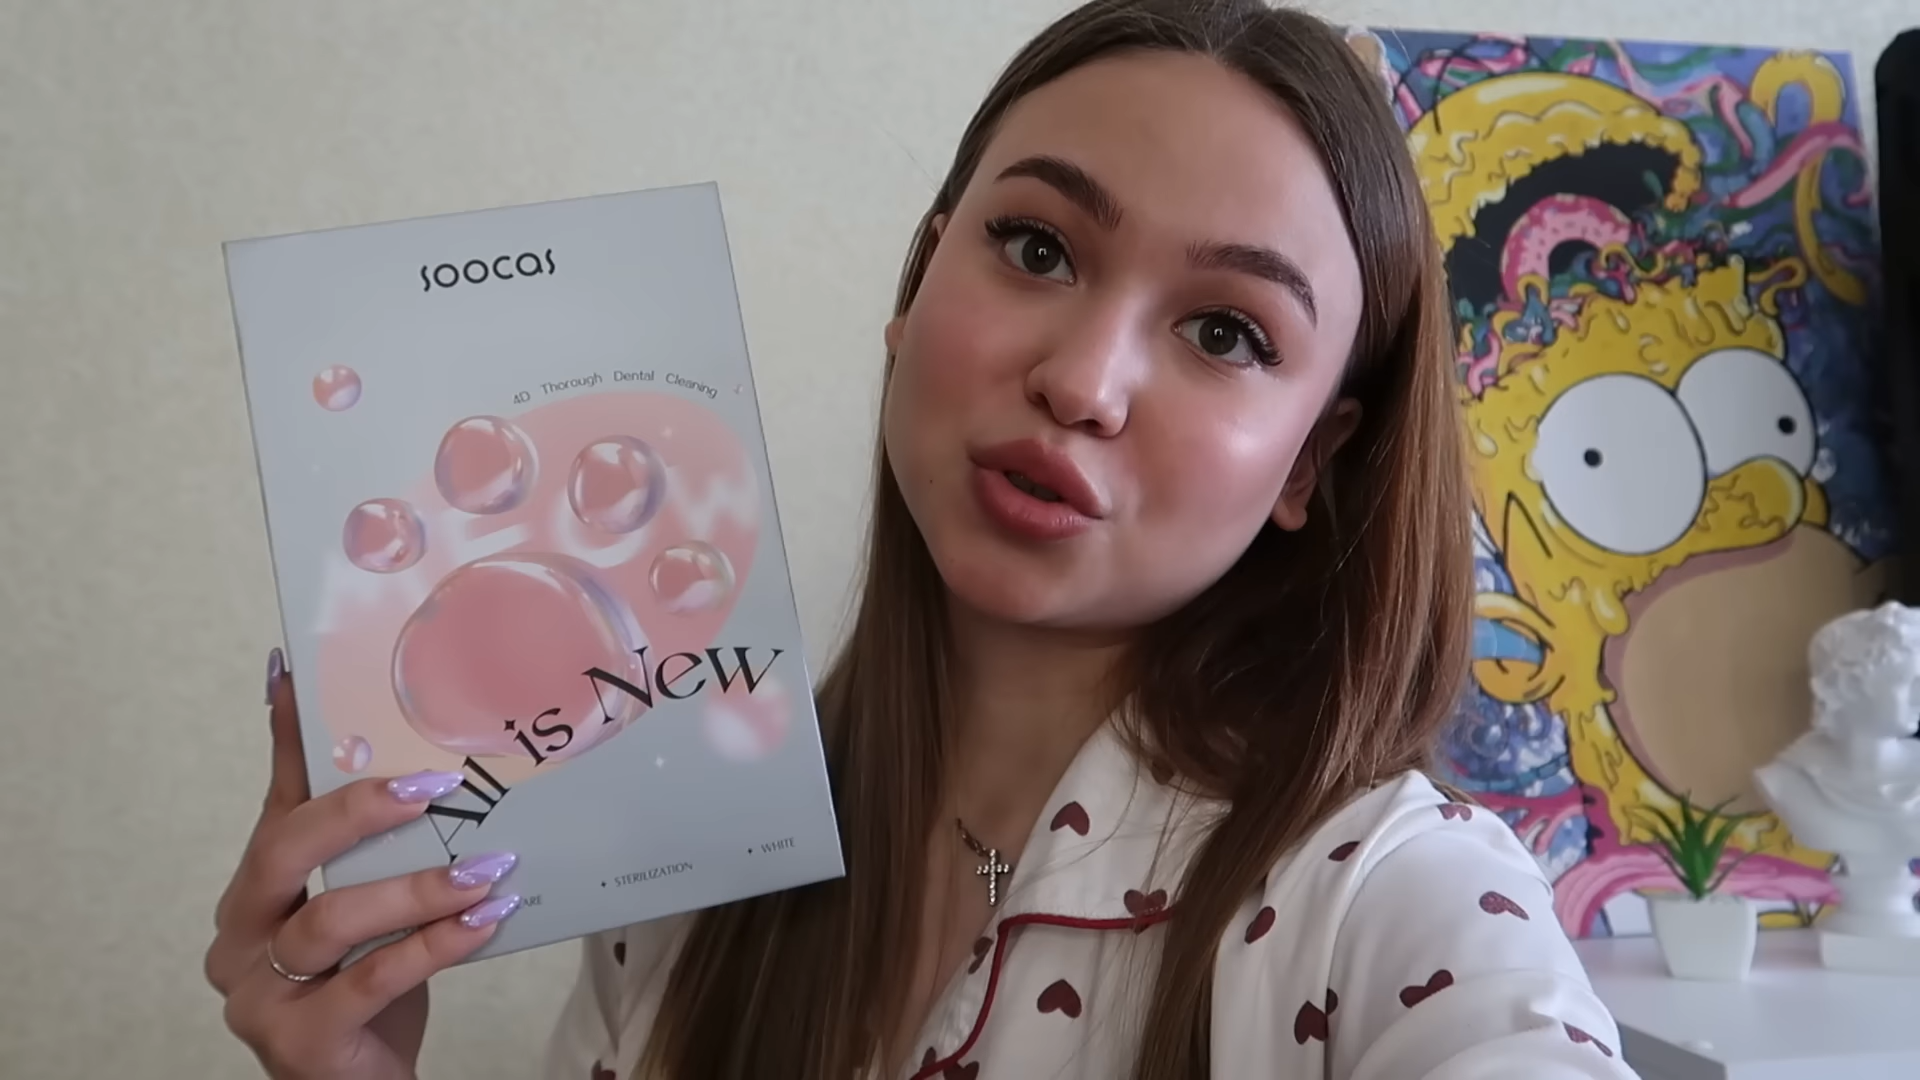 soocas
4D Thorough Dental Cleaning
All is New
STERILIZATION
WHITE